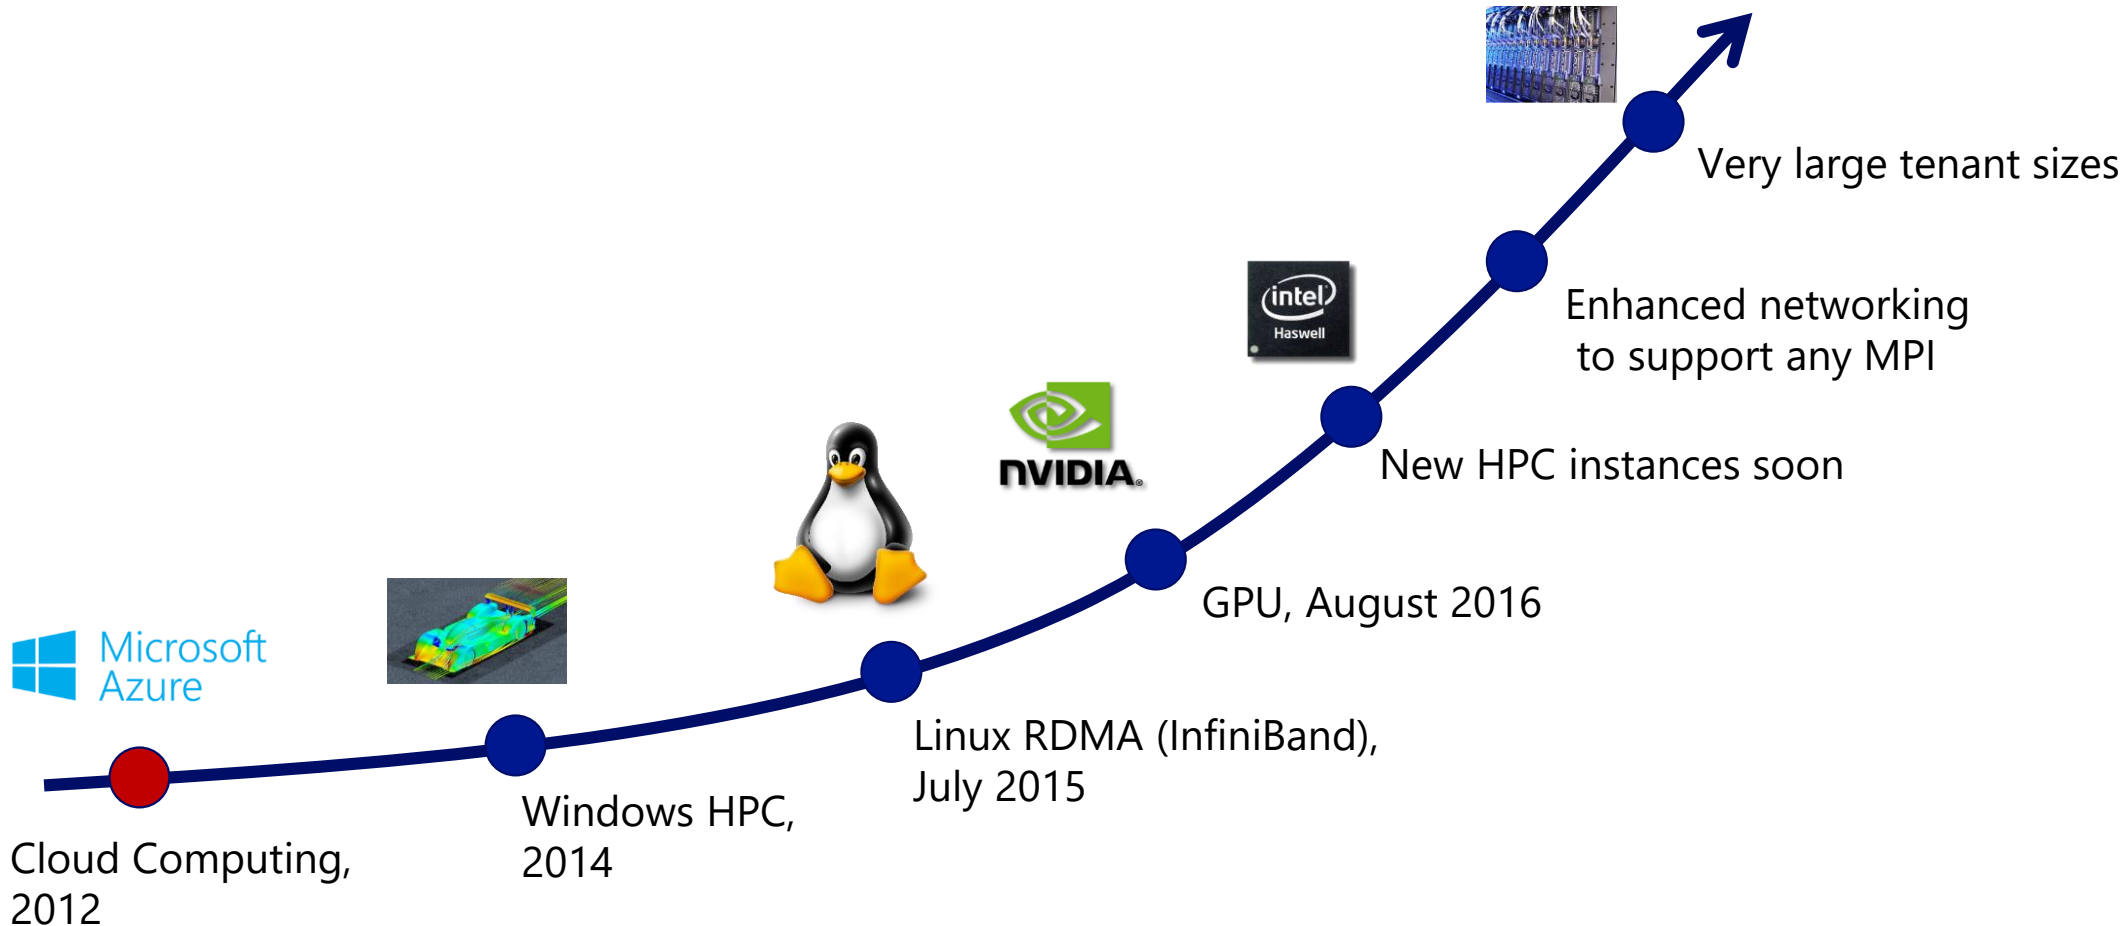 Microsoft
Azure
Cloud Computing,
2012
Windows HPC,
2014
Linux RDMA (InfiniBand),
July 2015
nVIDIA®
GPU, August 2016
intel
Haswell
New HPC instances soon
Enhanced networking
to support any MPI
Very large tenant sizes